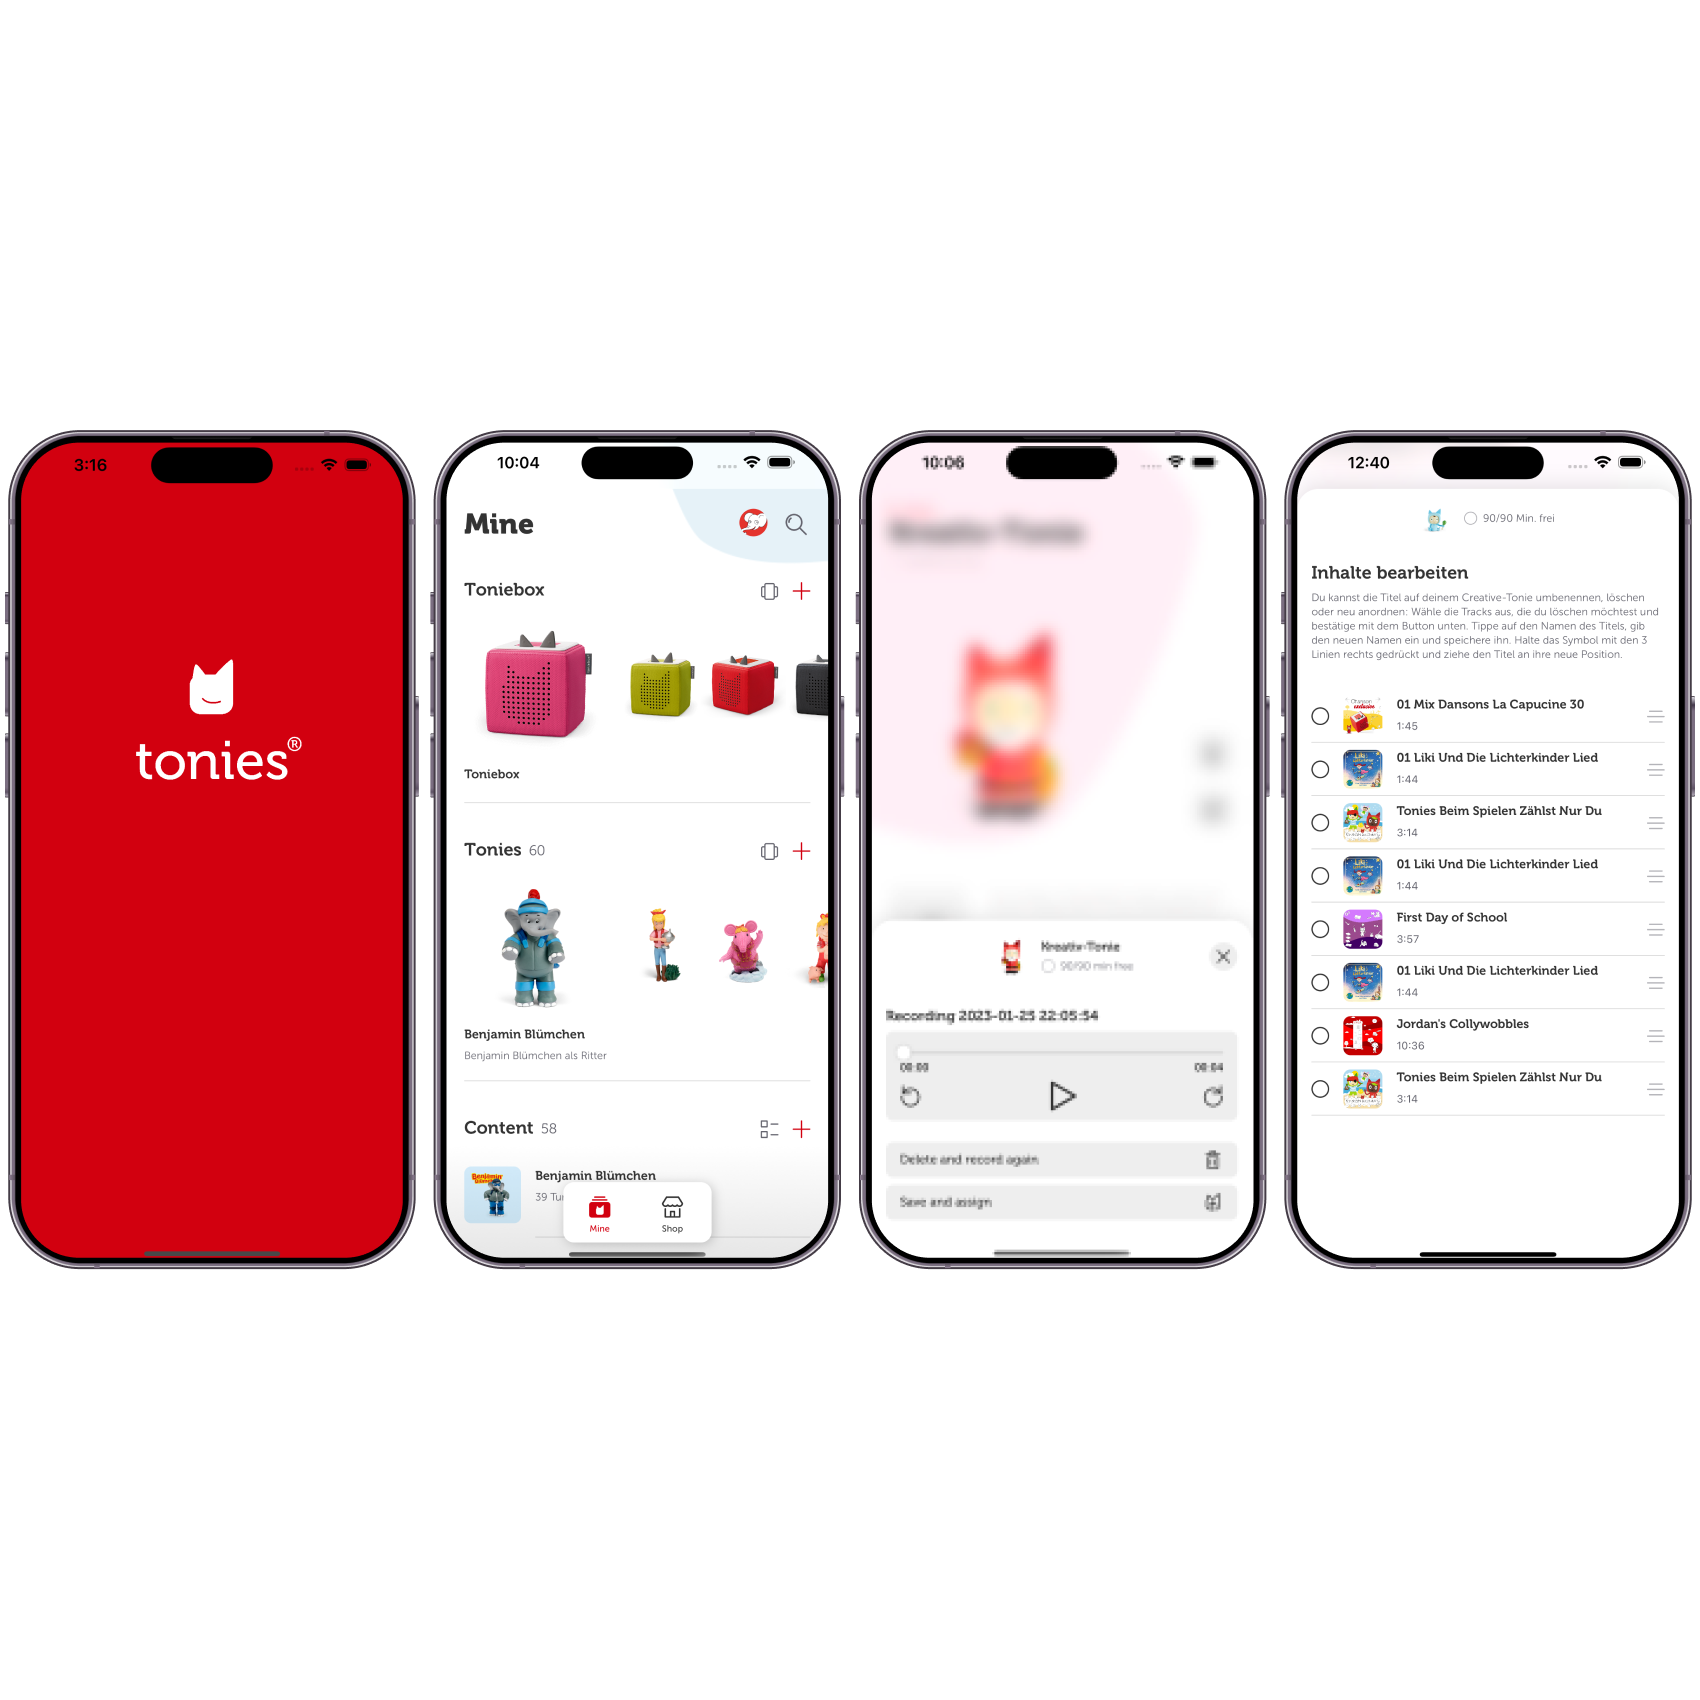 3:16
tonies®
10:04
Mine
Toniebox
Toniebox
Tonies 60
Benjamin Blümchen
Benjamin Blümchen als Ritter
Content 58
Benjamin Blümchen
39 Tu
Mine
Shop
10:06
Kreativ-Tonie
Kreativ-Tonie
90/90 min free
Recording 2023-01-25 22:05:54
00:00
00:04
Delete and record again
Save and assign
12:40
90/90 Min. frei
Inhalte bearbeiten
Du kannst die Titel auf deinem Creative-Tonie umbenennen, löschen
oder neu anordnen: Wähle die Tracks aus, die du löschen möchtest und
bestätige mit dem Button unten. Tippe auf den Namen des Titels, gib
den neuen Namen ein und speichere ihn. Halte das Symbol mit den 3
Linien rechts gedrückt und ziehe den Titel an ihre neue Position.
01 Mix Dansons La Capucine 30
1:45
01 Liki Und Die Lichterkinder Lied
1:44
Tonies Beim Spielen Zählst Nur Du
3:14
01 Liki Und Die Lichterkinder Lied
1:44
First Day of School
3:57
01 Liki Und Die Lichterkinder Lied
1:44
Jordan's Collywobbles
10:36
Tonies Beim Spielen Zählst Nur Du
3:14